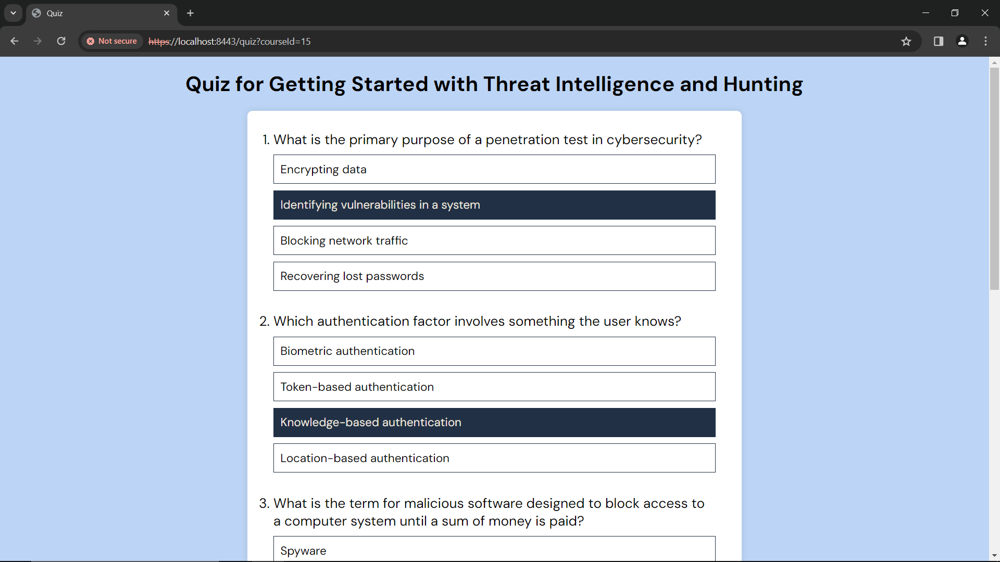 Quiz
Not secure
https://localhost:8443/quiz?courseId=15
Quiz for Getting Started with Threat Intelligence and Hunting
1. What is the primary purpose of a penetration test in cybersecurity?
Encrypting data
Identifying vulnerabilities in a system
Blocking network traffic
Recovering lost passwords
2. Which authentication factor involves something the user knows?
Biometric authentication
Token-based authentication
Knowledge-based authentication
Location-based authentication
3. What is the term for malicious software designed to block access to
a computer system until a sum of money is paid?
Spyware